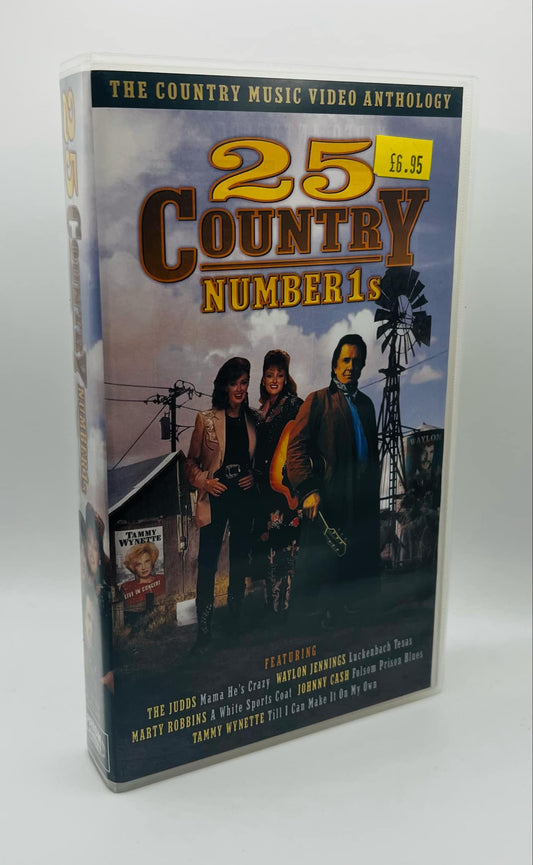 THE COUNTRY MUSIC VIDEO ANTHOLOGY
25
£6.95
COUNTRY
NUMBER 1s
WAYLON
TAMMY
WYNETTE
LIVE IN CONCERT
FEATURING
THE JUDDS Mama He's Crazy WAYLON JENNINGS Luckenbach Texas
MARTY ROBBINS A White Sports Coat JOHNNY CASH Folsom Prison Blues
TAMMY WYNETTE Till I Can Make It On My Own
25 COUNTRY NUMBER 1s